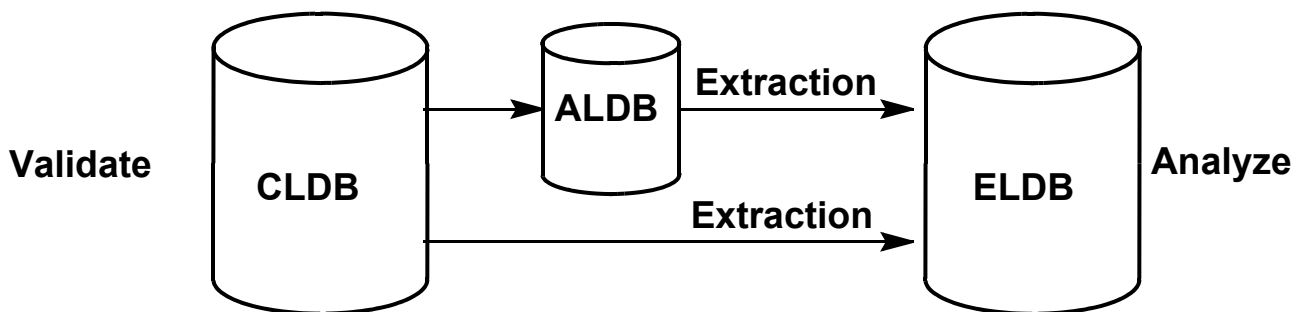 Extraction
ALDB
Validate
CLDB
ELDB
Analyze
Extraction